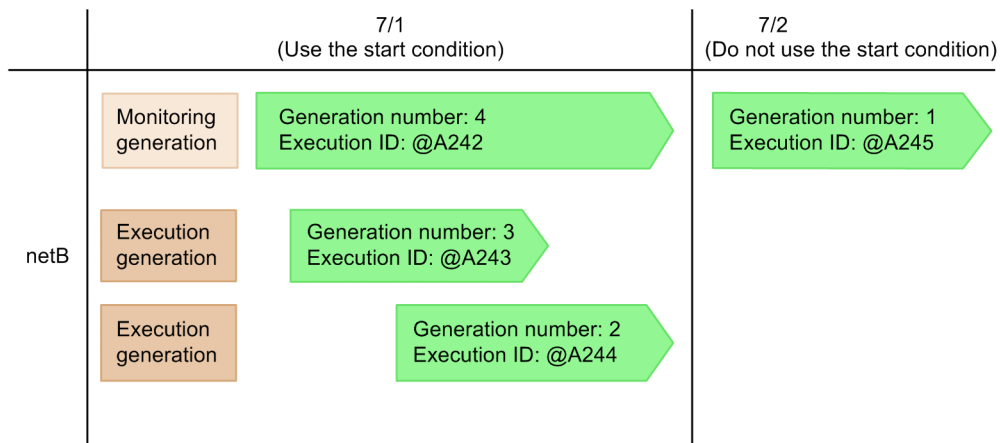 7/1
(Use the start condition)
7/2
(Do not use the start condition)
Monitoring
generation
Generation number: 4
Execution ID: @A242
Generation number: 1
Execution ID: @A245
netB
Execution
generation
Generation number: 3
Execution ID: @A243
Execution
generation
Generation number: 2
Execution ID: @A244